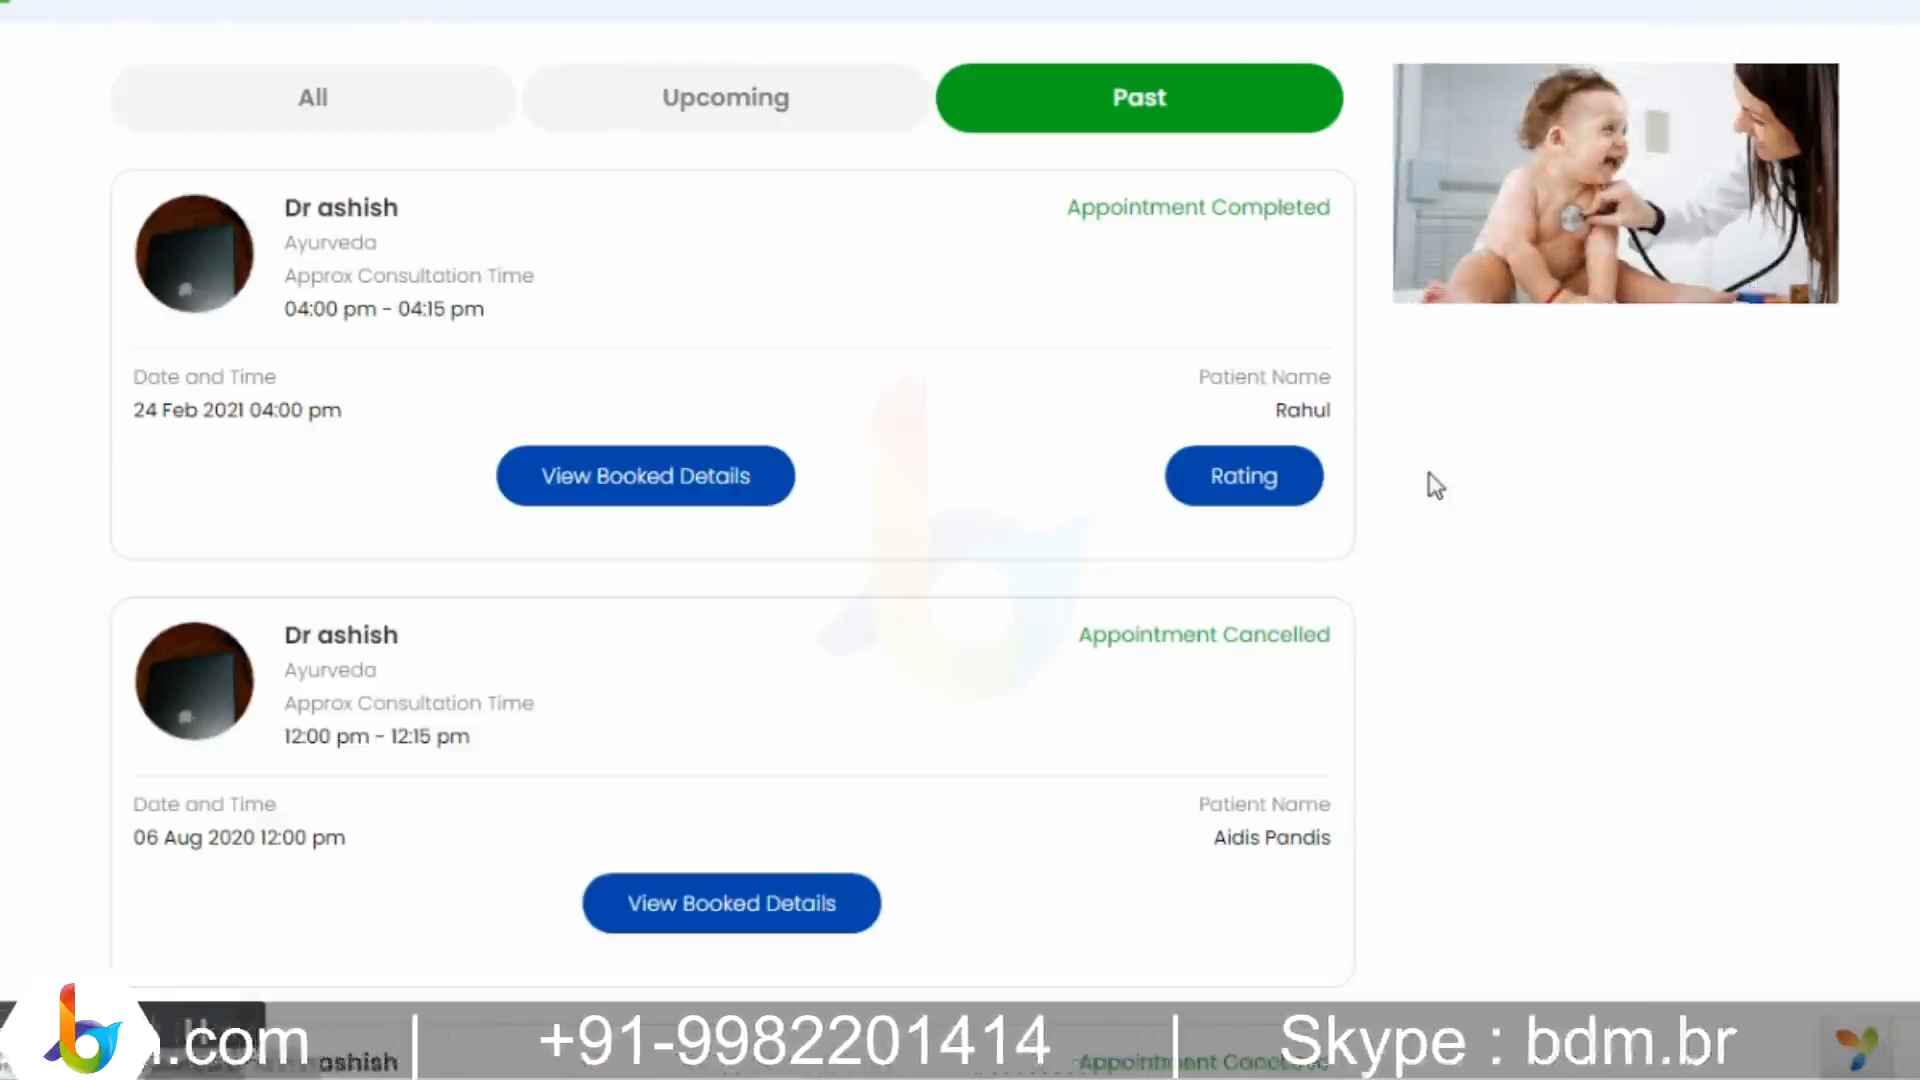 All
Upcoming
Past
Dr ashish
Appointment Completed
Ayurveda
Approx Consultation Time
04:00 pm - 04:15 pm
Date and Time
Patient Name
24 Feb 2021 04:00 pm
Rahul
View Booked Details
Rating
Dr ashish
Appointment Cancelled
Ayurveda
Approx Consultation Time
12:00 pm - 12:15 pm
Date and Time
Patient Name
06 Aug 2020 12:00 pm
Aidis Pandis
View Booked Details
.com | +91-9982201414 | Skype : bdm.br
ashish
Appointment